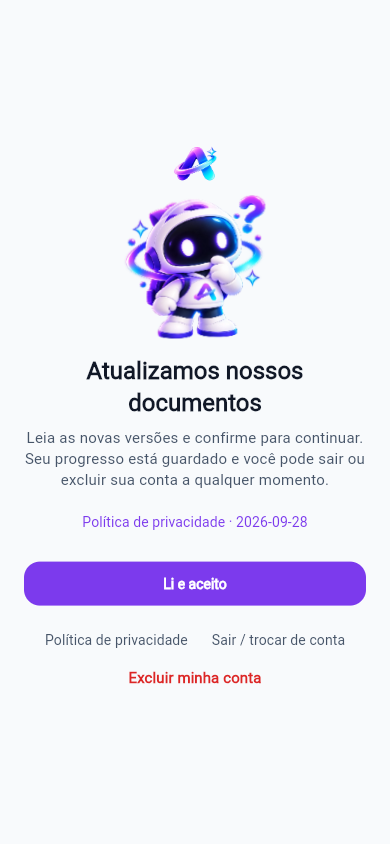 Atualizamos nossos
documentos
Leia as novas versões e confirme para continuar.
Seu progresso está guardado e você pode sair ou
excluir sua conta a qualquer momento.
Política de privacidade · 2026-09-28
Li e aceito
Política de privacidade Sair / trocar de conta
Excluir minha conta